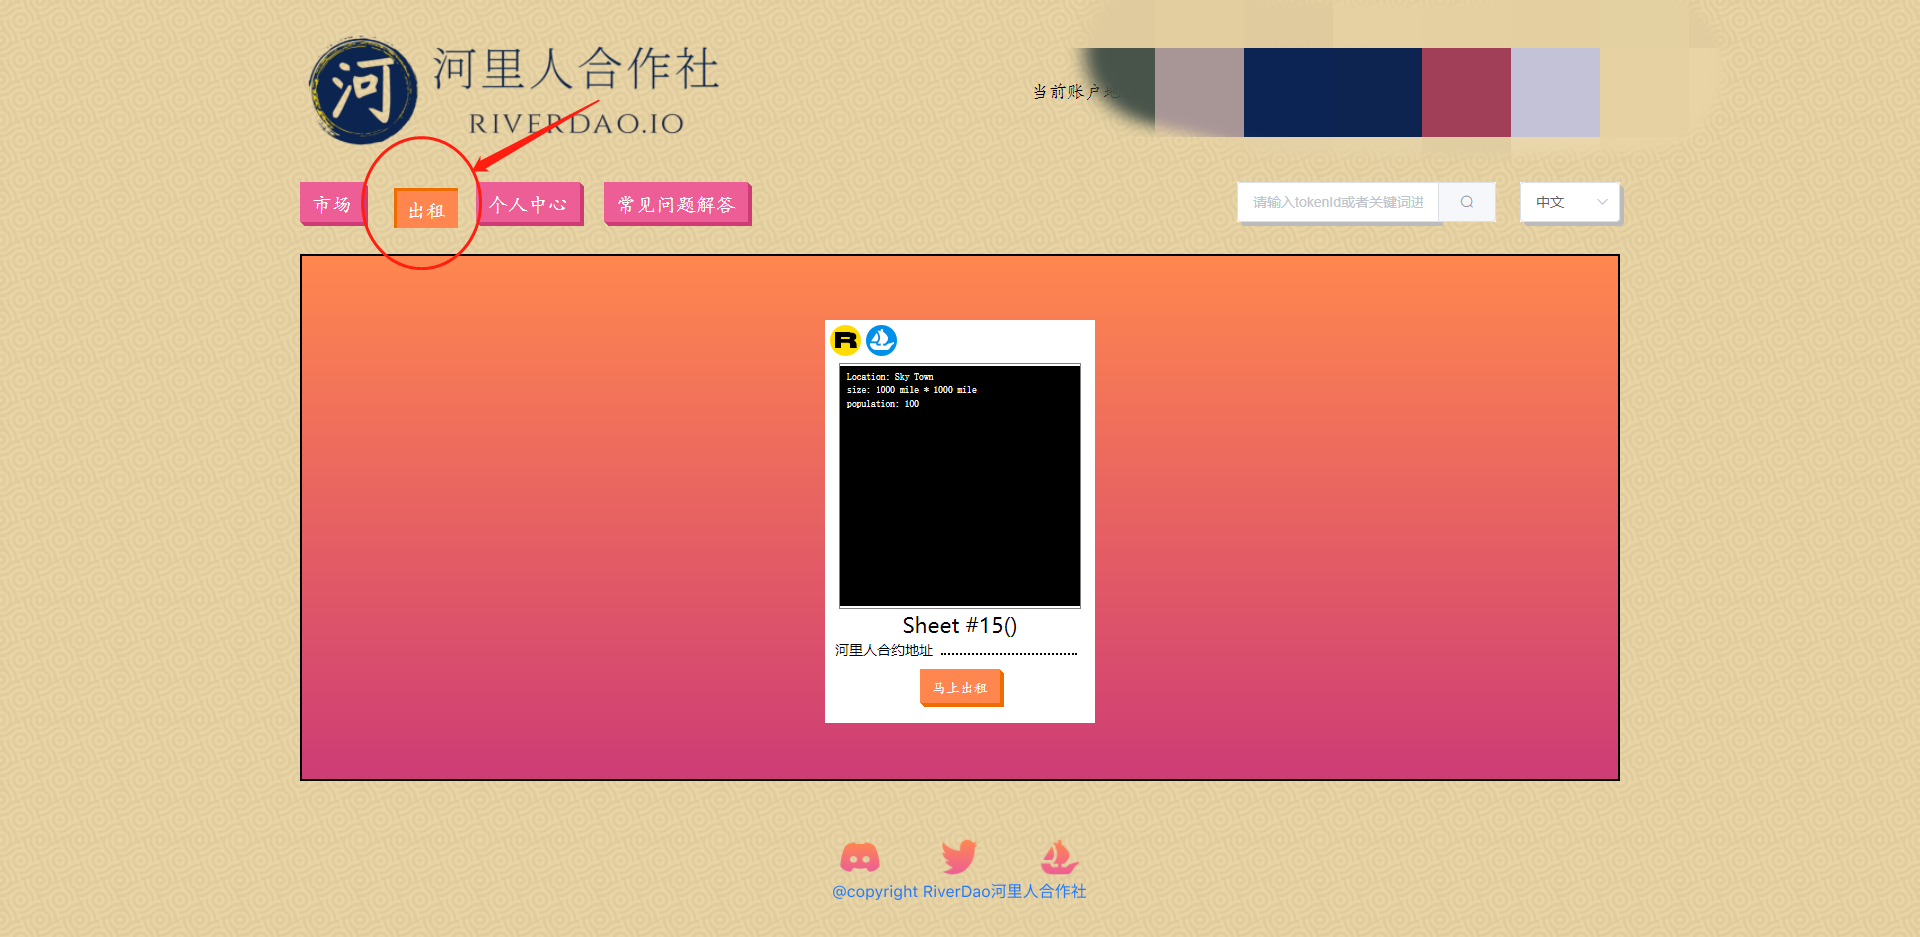 河
河里人合作社
RIVERDAO.IO
当前账户地
市场
出租
个人中心
常见问题解答
请输入tokenId或者关键词进
中文
R
Location: Sky Town
size: 1000 mile * 1000 mile
population: 100
Sheet #15()
河里人合约地址
马上出租
@copyright RiverDao河里人合作社